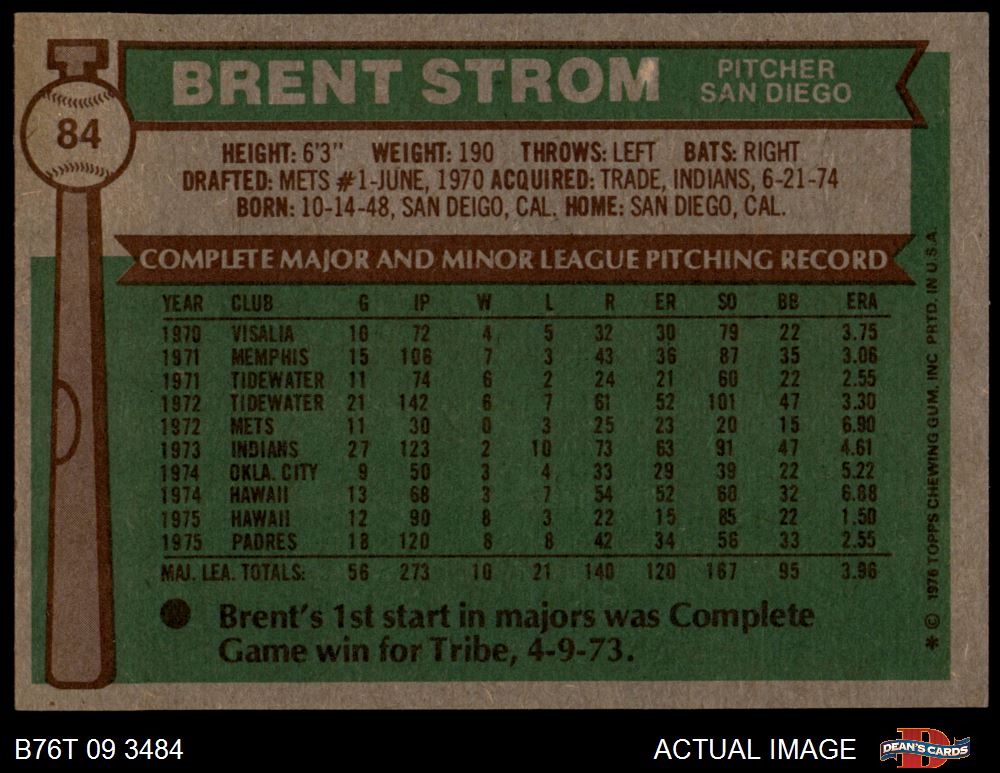 84
BRENT STROM
PITCHER
SAN DIEGO
HEIGHT: 6'3" WEIGHT: 190 THROWS: LEFT BATS: RIGHT
DRAFTED: METS #1-JUNE, 1970 ACQUIRED: TRADE, INDIANS, 6-21-74
BORN: 10-14-48, SAN DEIGO, CAL. HOME: SAN DIEGO, CAL.
COMPLETE MAJOR AND MINOR LEAGUE PITCHING RECORD
YEAR CLUB G IP W L R ER SO BB ERA
1970 VISALIA 10 72 4 5 32 30 79 22 3.75
1971 MEMPHIS 15 106 7 3 43 36 87 35 3.06
1971 TIDEWATER 11 74 6 2 24 21 60 22 2.55
1972 TIDEWATER 21 142 6 7 61 52 101 47 3.30
1972 METS 11 30 0 3 25 23 20 15 6.90
1973 INDIANS 27 123 2 10 73 63 91 47 4.61
1974 OKLA. CITY 9 50 3 4 33 29 39 22 5.22
1974 HAWAII 13 68 3 7 54 52 60 32 6.88
1975 HAWAII 12 90 8 3 22 15 85 22 1.50
1975 PADRES 18 120 8 8 42 34 56 33 2.55
MAJ. LEA. TOTALS: 56 273 10 21 140 120 167 95 3.96
Brent's 1st start in majors was Complete
Game win for Tribe, 4-9-73.
* © 1976 TOPPS CHEWING GUM, INC PRTD. IN U.S.A.
B76T 09 3484
ACTUAL IMAGE
DEAN'S CARDS